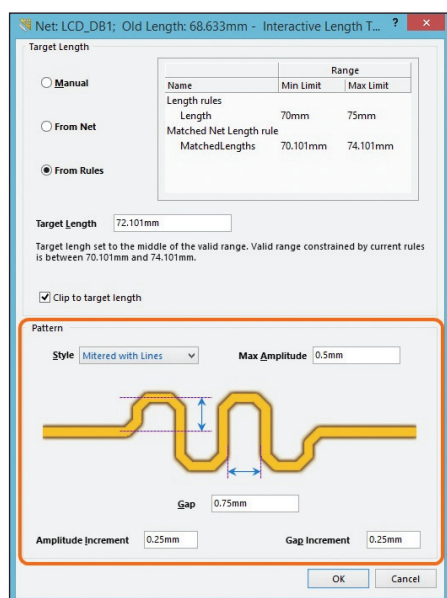 Net: LCD_DB1; Old Length: 68.633mm - Interactive Length T... ? ×
Target Length
Manual
From Net
From Rules
Range
Name Min Limit Max Limit
Length rules
Length 70mm 75mm
Matched Net Length rule
MatchedLengths 70.101mm 74.101mm
Target Length 72.101mm
Target lengh set to the middle of the valid range. Valid range constrained by current rules
is between 70.101mm and 74.101mm.
Clip to target length
Pattern
Style Mitered with Lines Max Amplitude 0.5mm
Gap 0.75mm
Amplitude Increment 0.25mm Gap Increment 0.25mm
OK Cancel